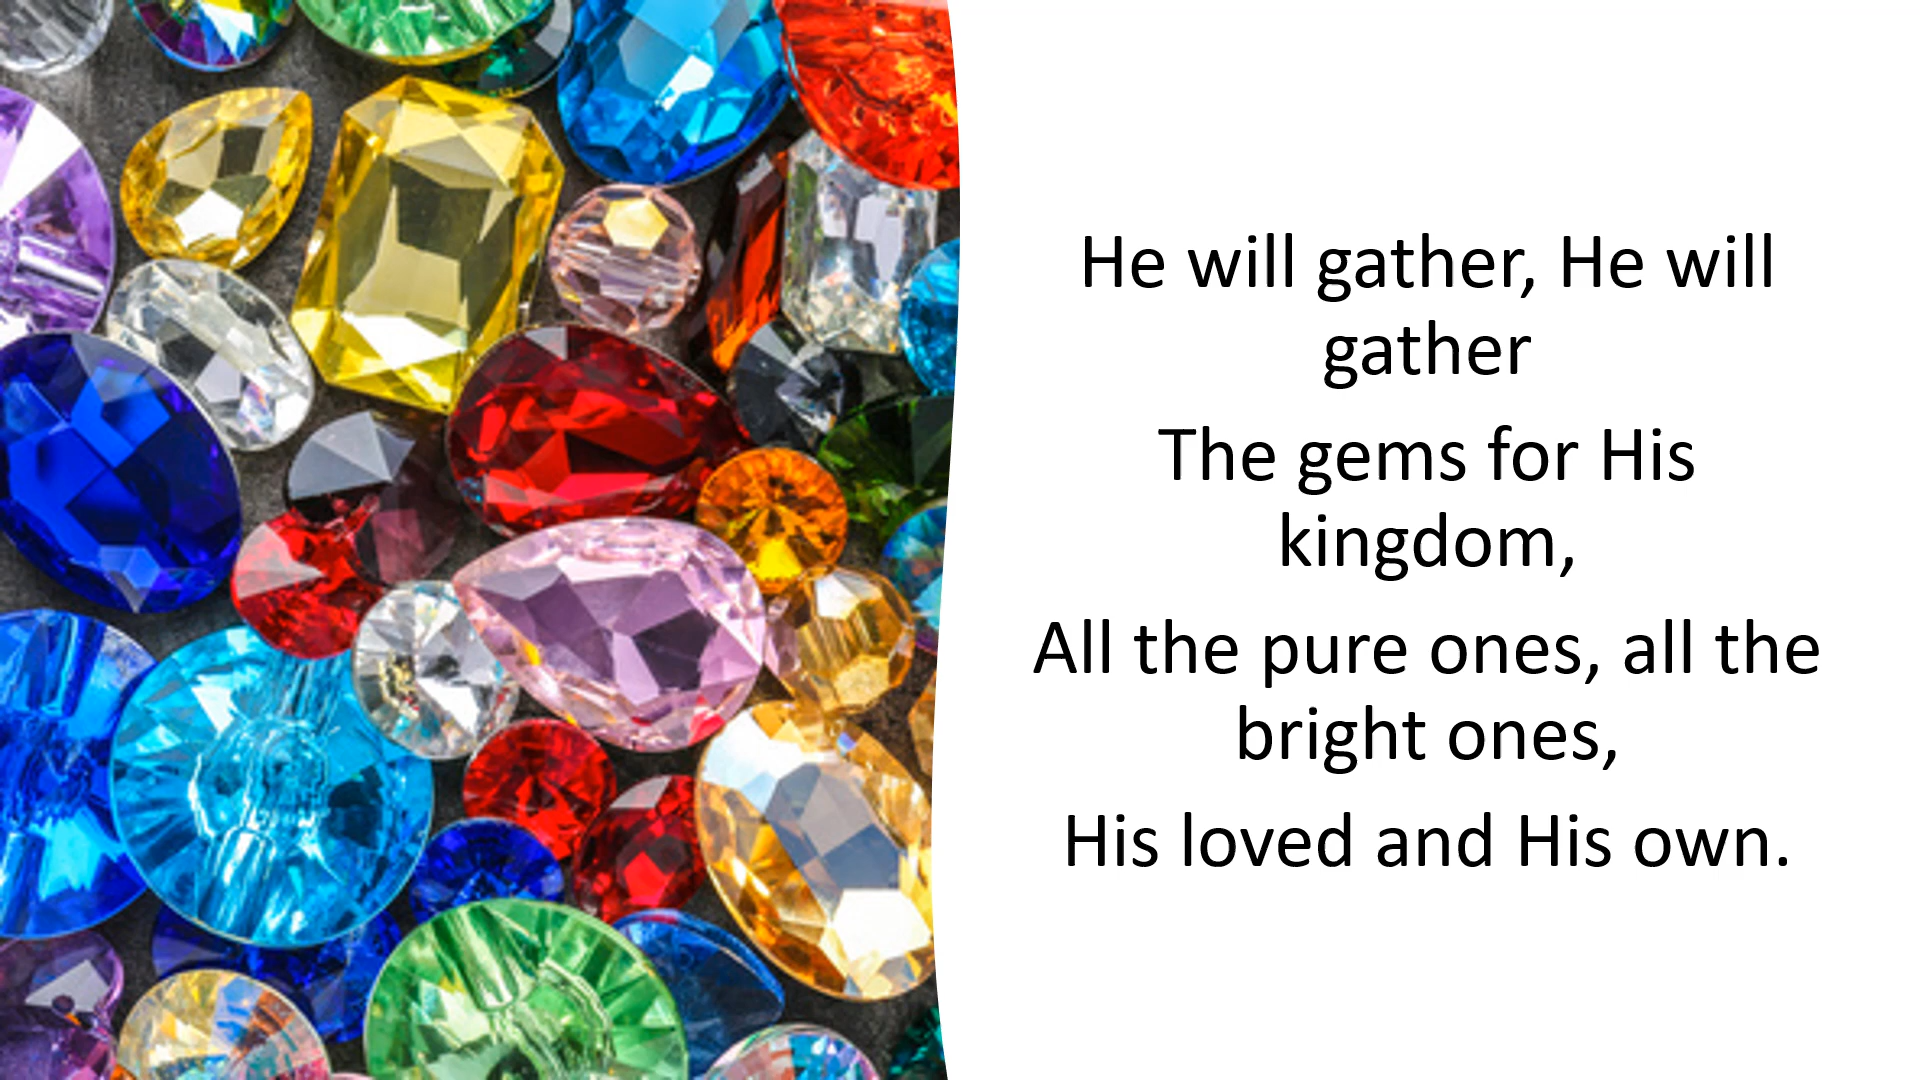 He will gather, He will
gather
The gems for His
kingdom,
All the pure ones, all the
bright ones,
His loved and His own.